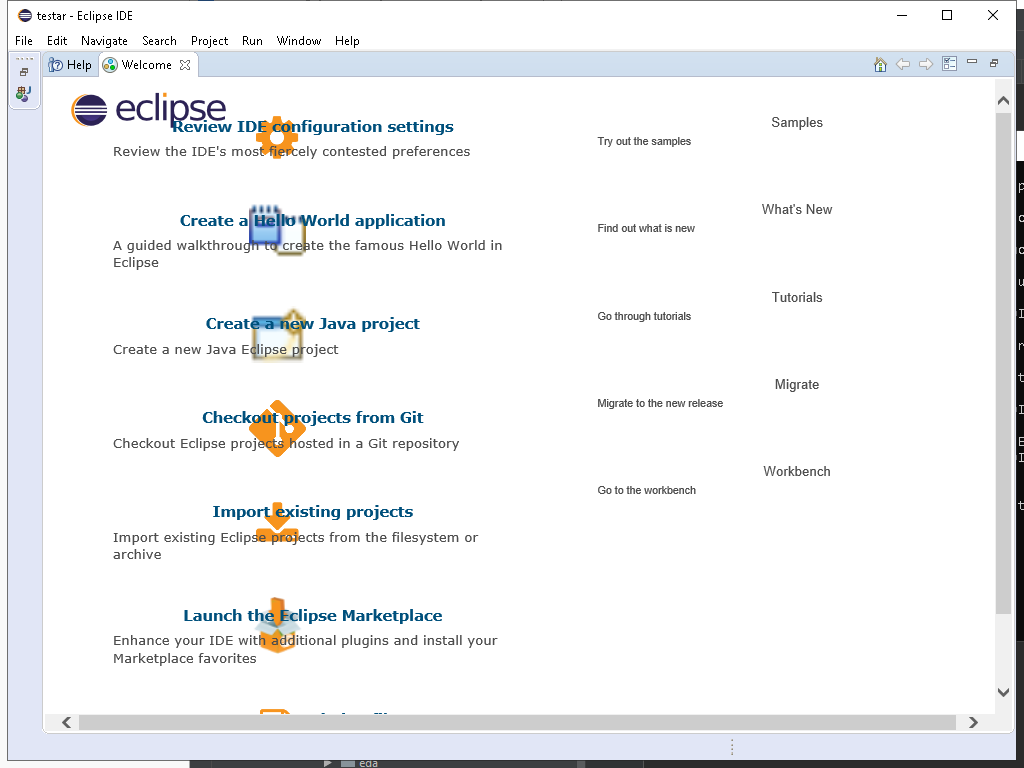 testar - Eclipse IDE
File Edit Navigate Search Project Run Window Help
Help Welcome
eclipse
Review IDE configuration settings
Review the IDE's most fiercely contested preferences
Create a Hello World application
A guided walkthrough to create the famous Hello World in
Eclipse
Create a new Java project
Create a new Java Eclipse project
Checkout projects from Git
Checkout Eclipse projects hosted in a Git repository
Import existing projects
Import existing Eclipse projects from the filesystem or
archive
Launch the Eclipse Marketplace
Enhance your IDE with additional plugins and install your
Marketplace favorites
Samples
Try out the samples
What's New
Find out what is new
Tutorials
Go through tutorials
Migrate
Migrate to the new release
Workbench
Go to the workbench
eda